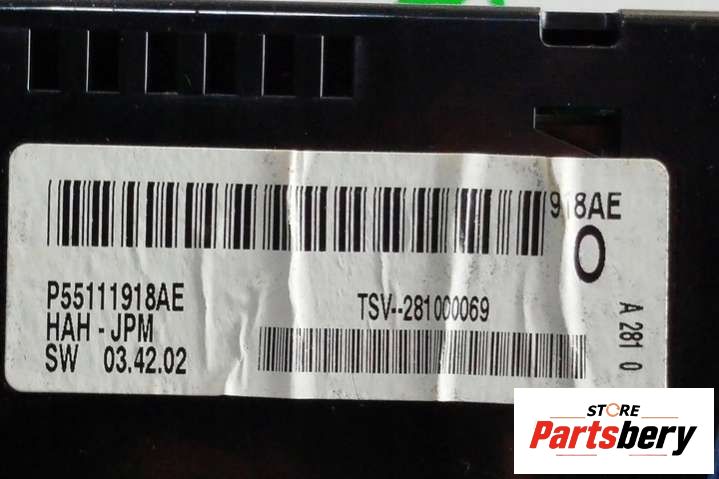 918AE
O
P55111918AE
HAH - JPM
SW 03.42.02
TSV--281000069
A 281 0
STORE
Partsbery